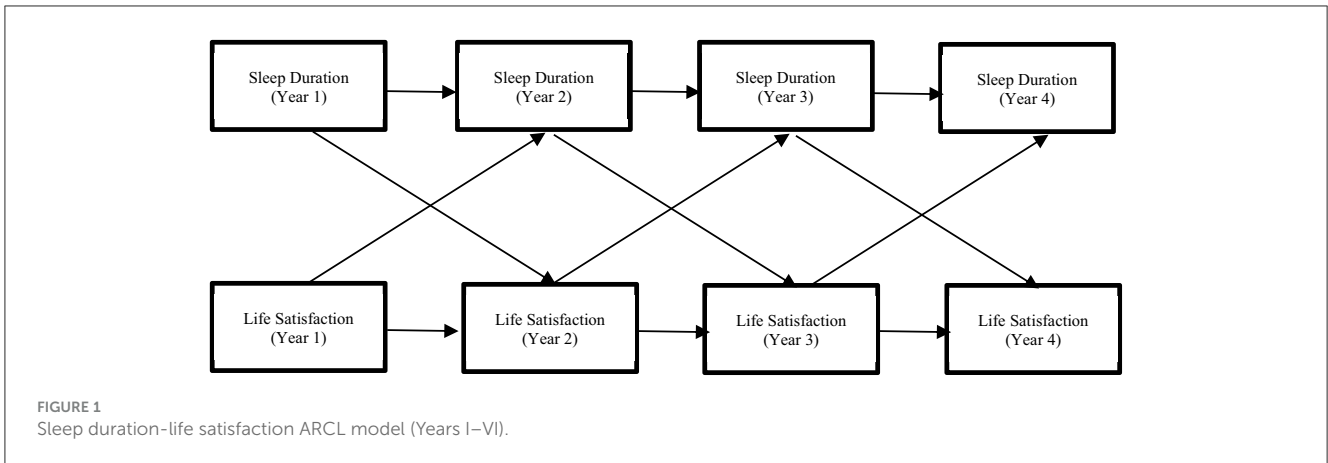 Sleep Duration
(Year 1)
Sleep Duration
(Year 2)
Sleep Duration
(Year 3)
Sleep Duration
(Year 4)
Life Satisfaction
(Year 1)
Life Satisfaction
(Year 2)
Life Satisfaction
(Year 3)
Life Satisfaction
(Year 4)
FIGURE 1
Sleep duration-life satisfaction ARCL model (Years I–VI).